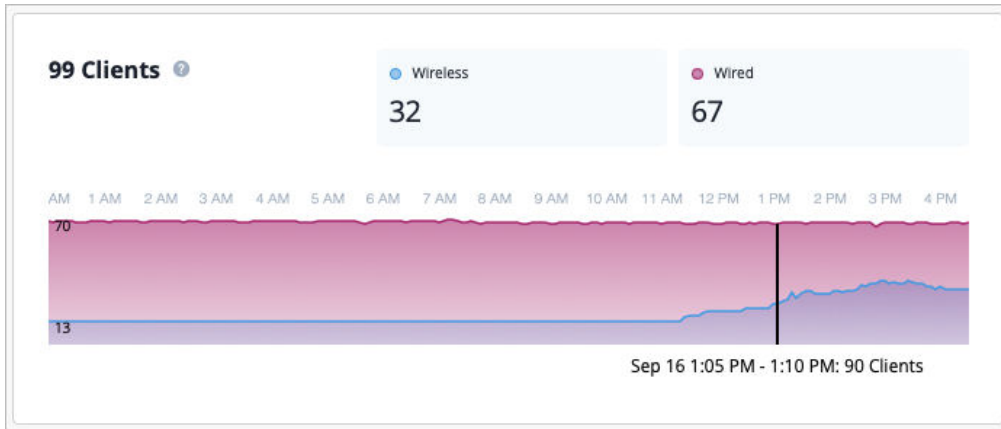 99 Clients ?
Wireless
32
Wired
67
AM 1 AM 2 AM 3 AM 4 AM 5 AM 6 AM 7 AM 8 AM 9 AM 10 AM 11 AM 12 PM 1 PM 2 PM 3 PM 4 PM
70
13
Sep 16 1:05 PM - 1:10 PM: 90 Clients